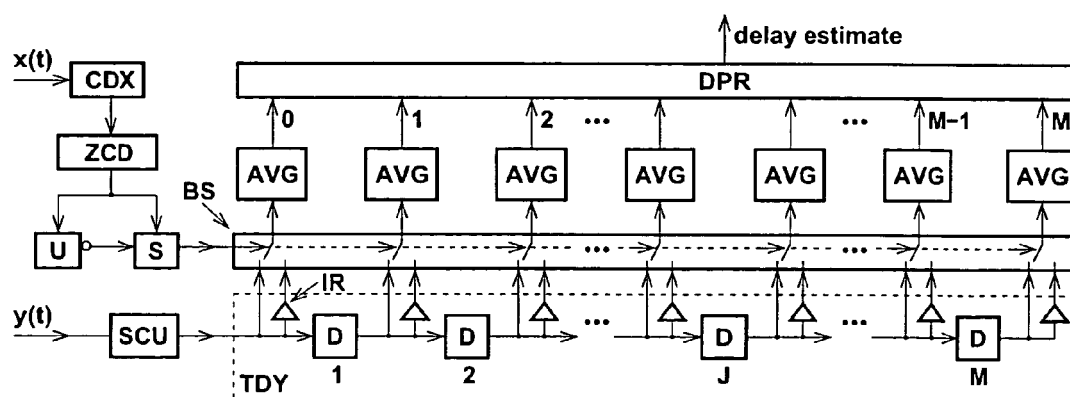 delay estimate
x(t)
CDX
DPR
0 1 2 ... ... M−1 M
ZCD
AVG AVG AVG AVG AVG AVG AVG
BS
U S
... ...
IR
y(t)
SCU
D D ... D ... D
TDY
1 2 J M